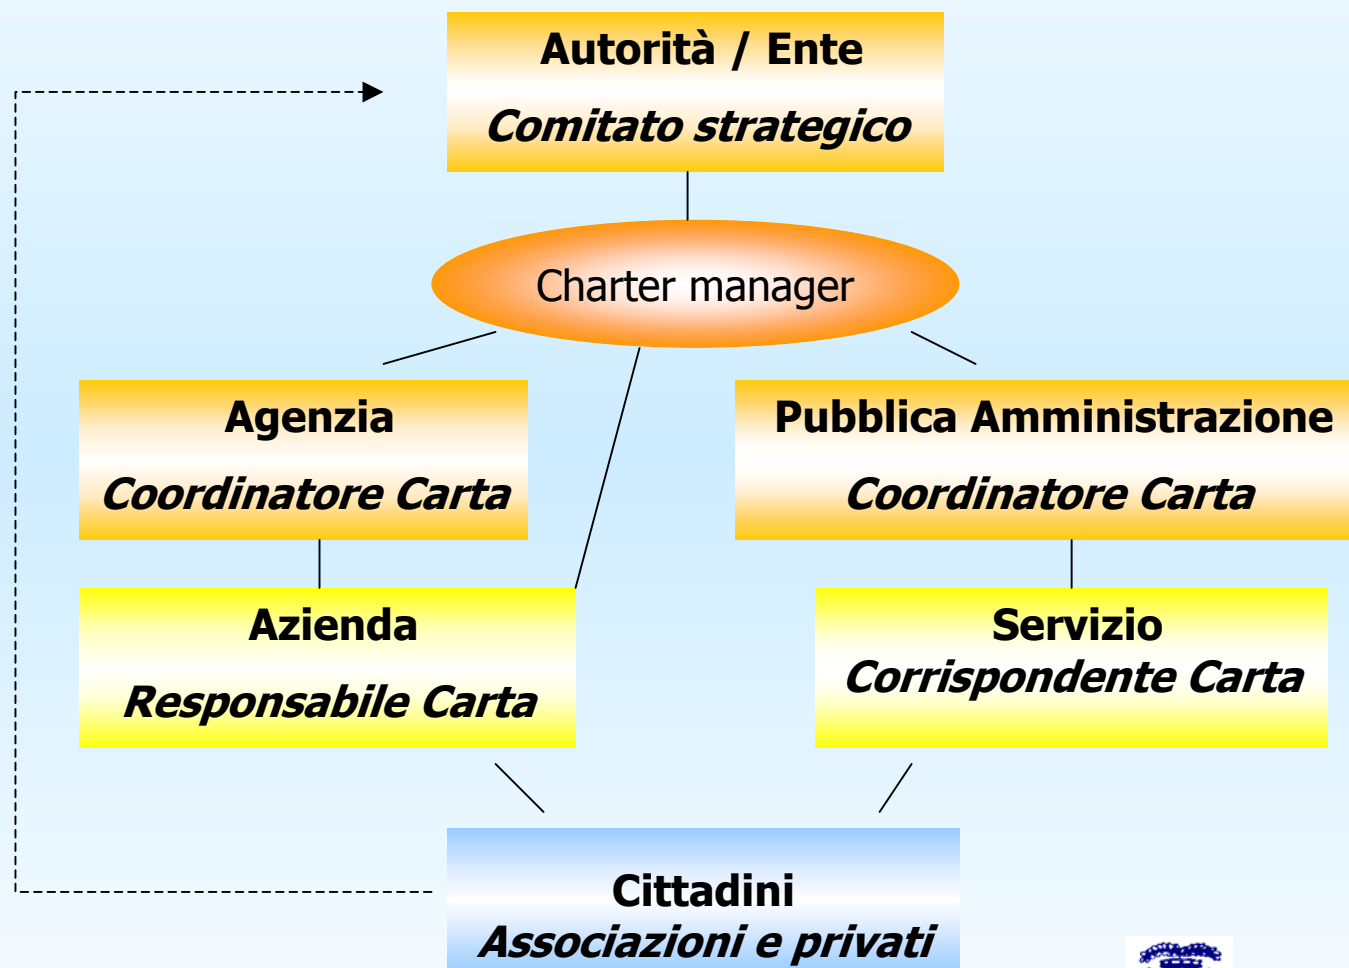 Autorità / Ente
Comitato strategico
Charter manager
Agenzia
Coordinatore Carta
Pubblica Amministrazione
Coordinatore Carta
Azienda
Responsabile Carta
Servizio
Corrispondente Carta
Cittadini
Associazioni e privati